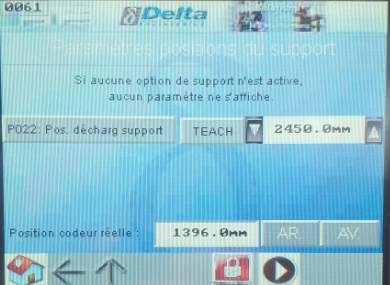 0061
Delta
Paramètres positions du support
Si aucune option de support n'est active,
aucun paramètre ne s'affiche.
P022: Pos. décharg support TEACH 2450.0mm
Position codeur réelle : 1396.0mm AR. AV.